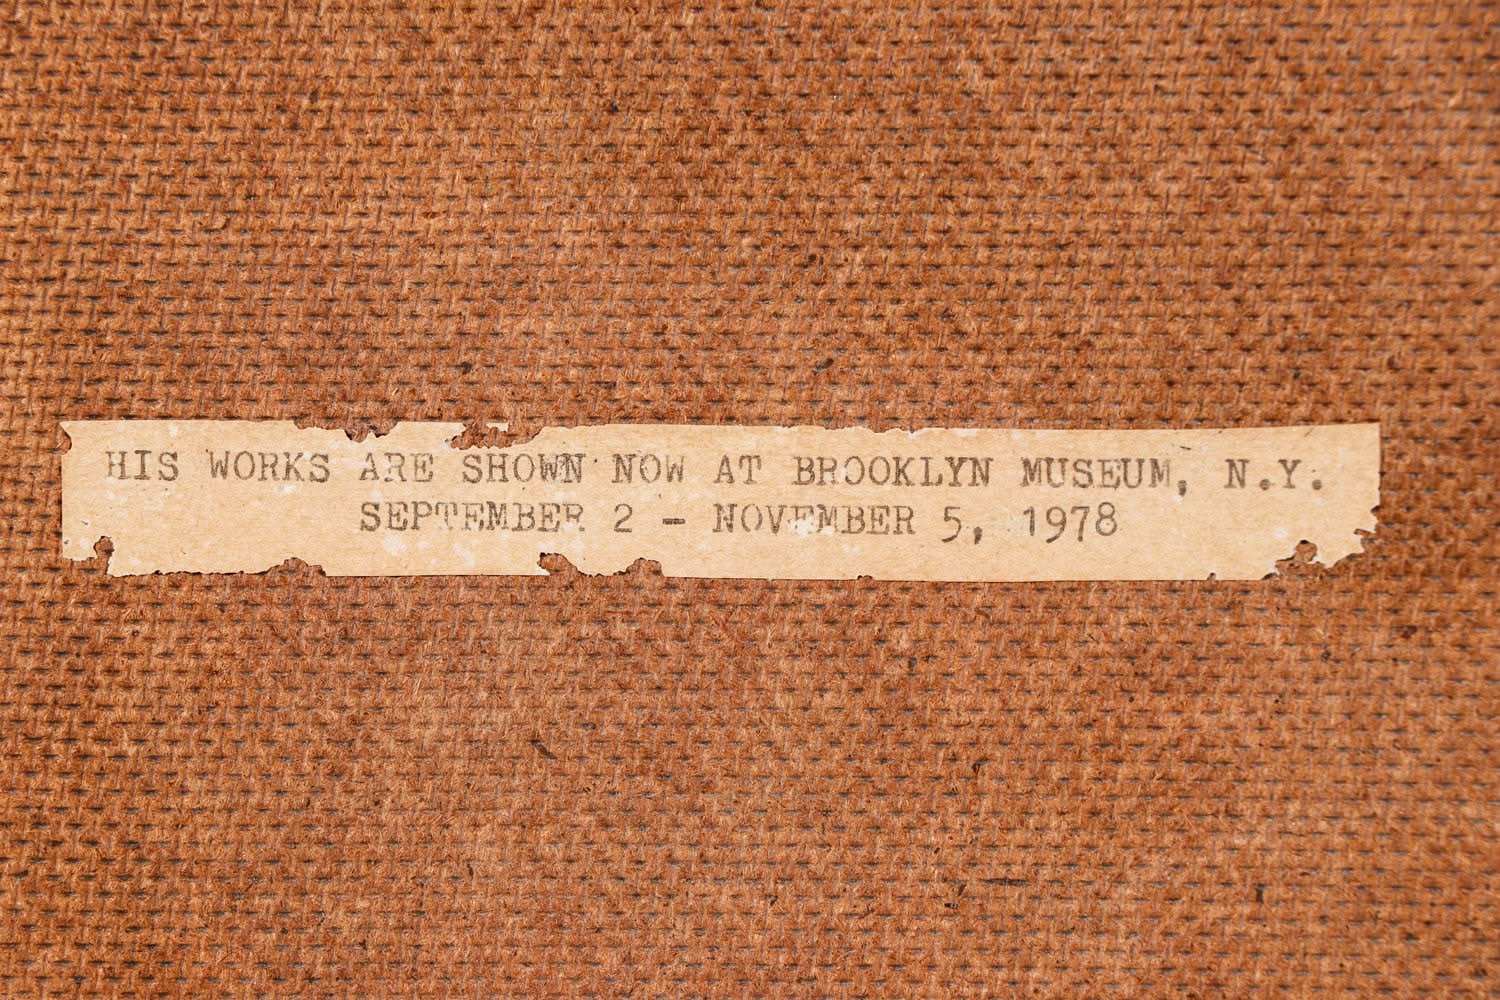 HIS WORKS ARE SHOWN NOW AT BROOKLYN MUSEUM, N.Y.
SEPTEMBER 2 - NOVEMBER 5, 1978